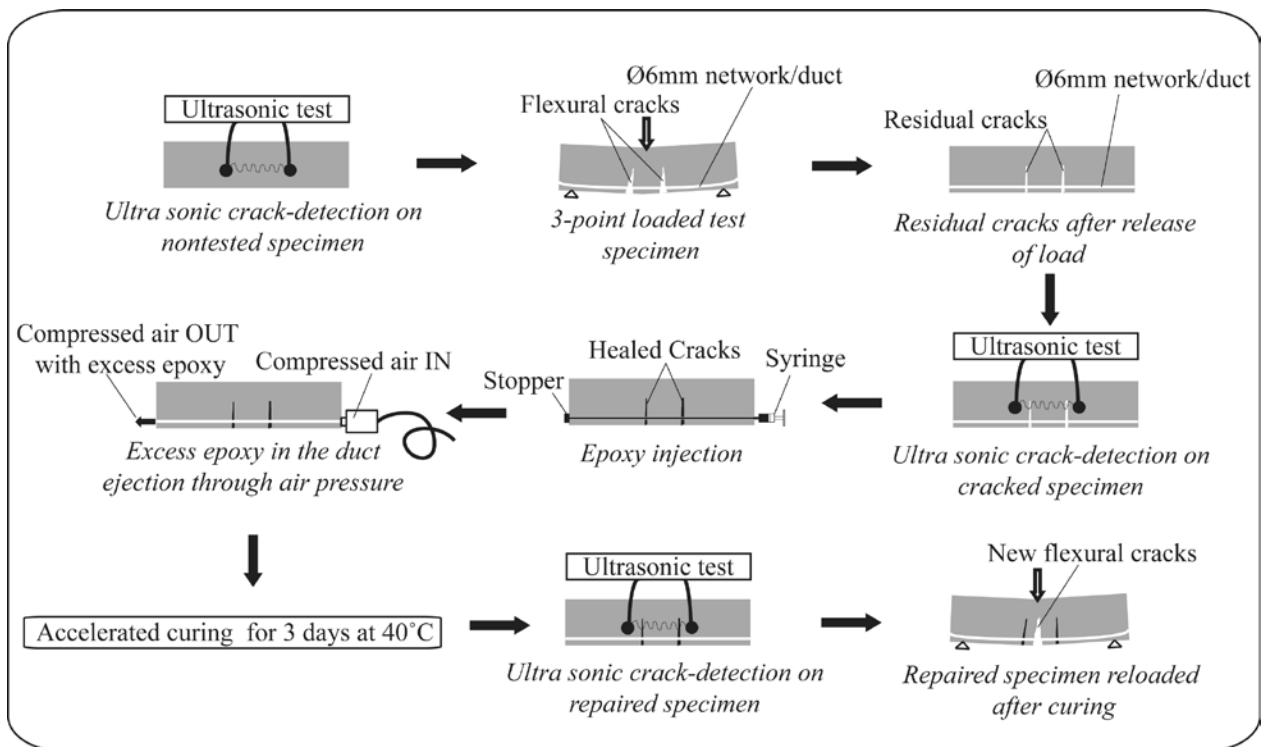 Ultrasonic test
Ultra sonic crack-detection on
nontested specimen
Ø6mm network/duct
Flexural cracks
3-point loaded test
specimen
Ø6mm network/duct
Residual cracks
Residual cracks after release
of load
Ultrasonic test
Ultra sonic crack-detection on
cracked specimen
Healed Cracks
Syringe
Stopper
Epoxy injection
Compressed air OUT
with excess epoxy
Compressed air IN
Excess epoxy in the duct
ejection through air pressure
Accelerated curing for 3 days at 40˚C
Ultrasonic test
Ultra sonic crack-detection on
repaired specimen
New flexural cracks
Repaired specimen reloaded
after curing